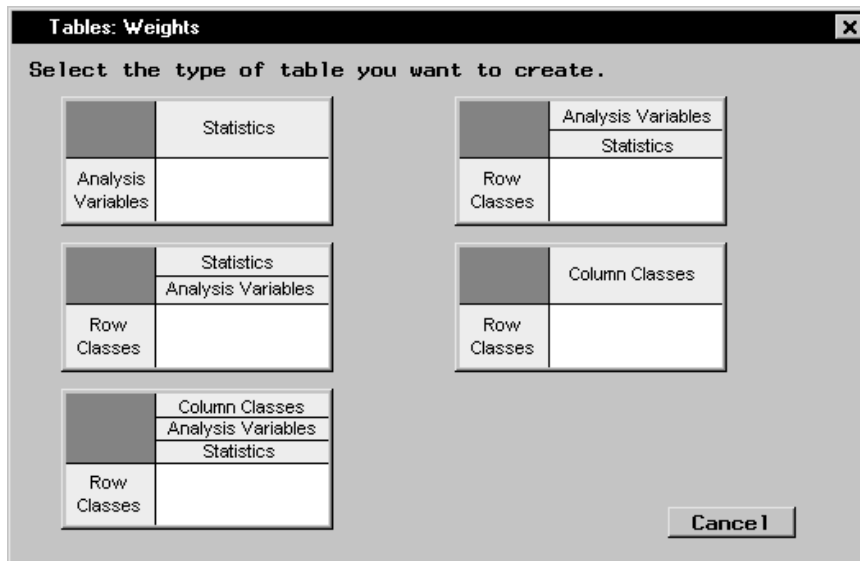 Tables: Weights
Select the type of table you want to create.
Statistics
Analysis
Variables
Analysis Variables
Statistics
Row
Classes
Statistics
Analysis Variables
Row
Classes
Column Classes
Row
Classes
Column Classes
Analysis Variables
Statistics
Row
Classes
Cancel